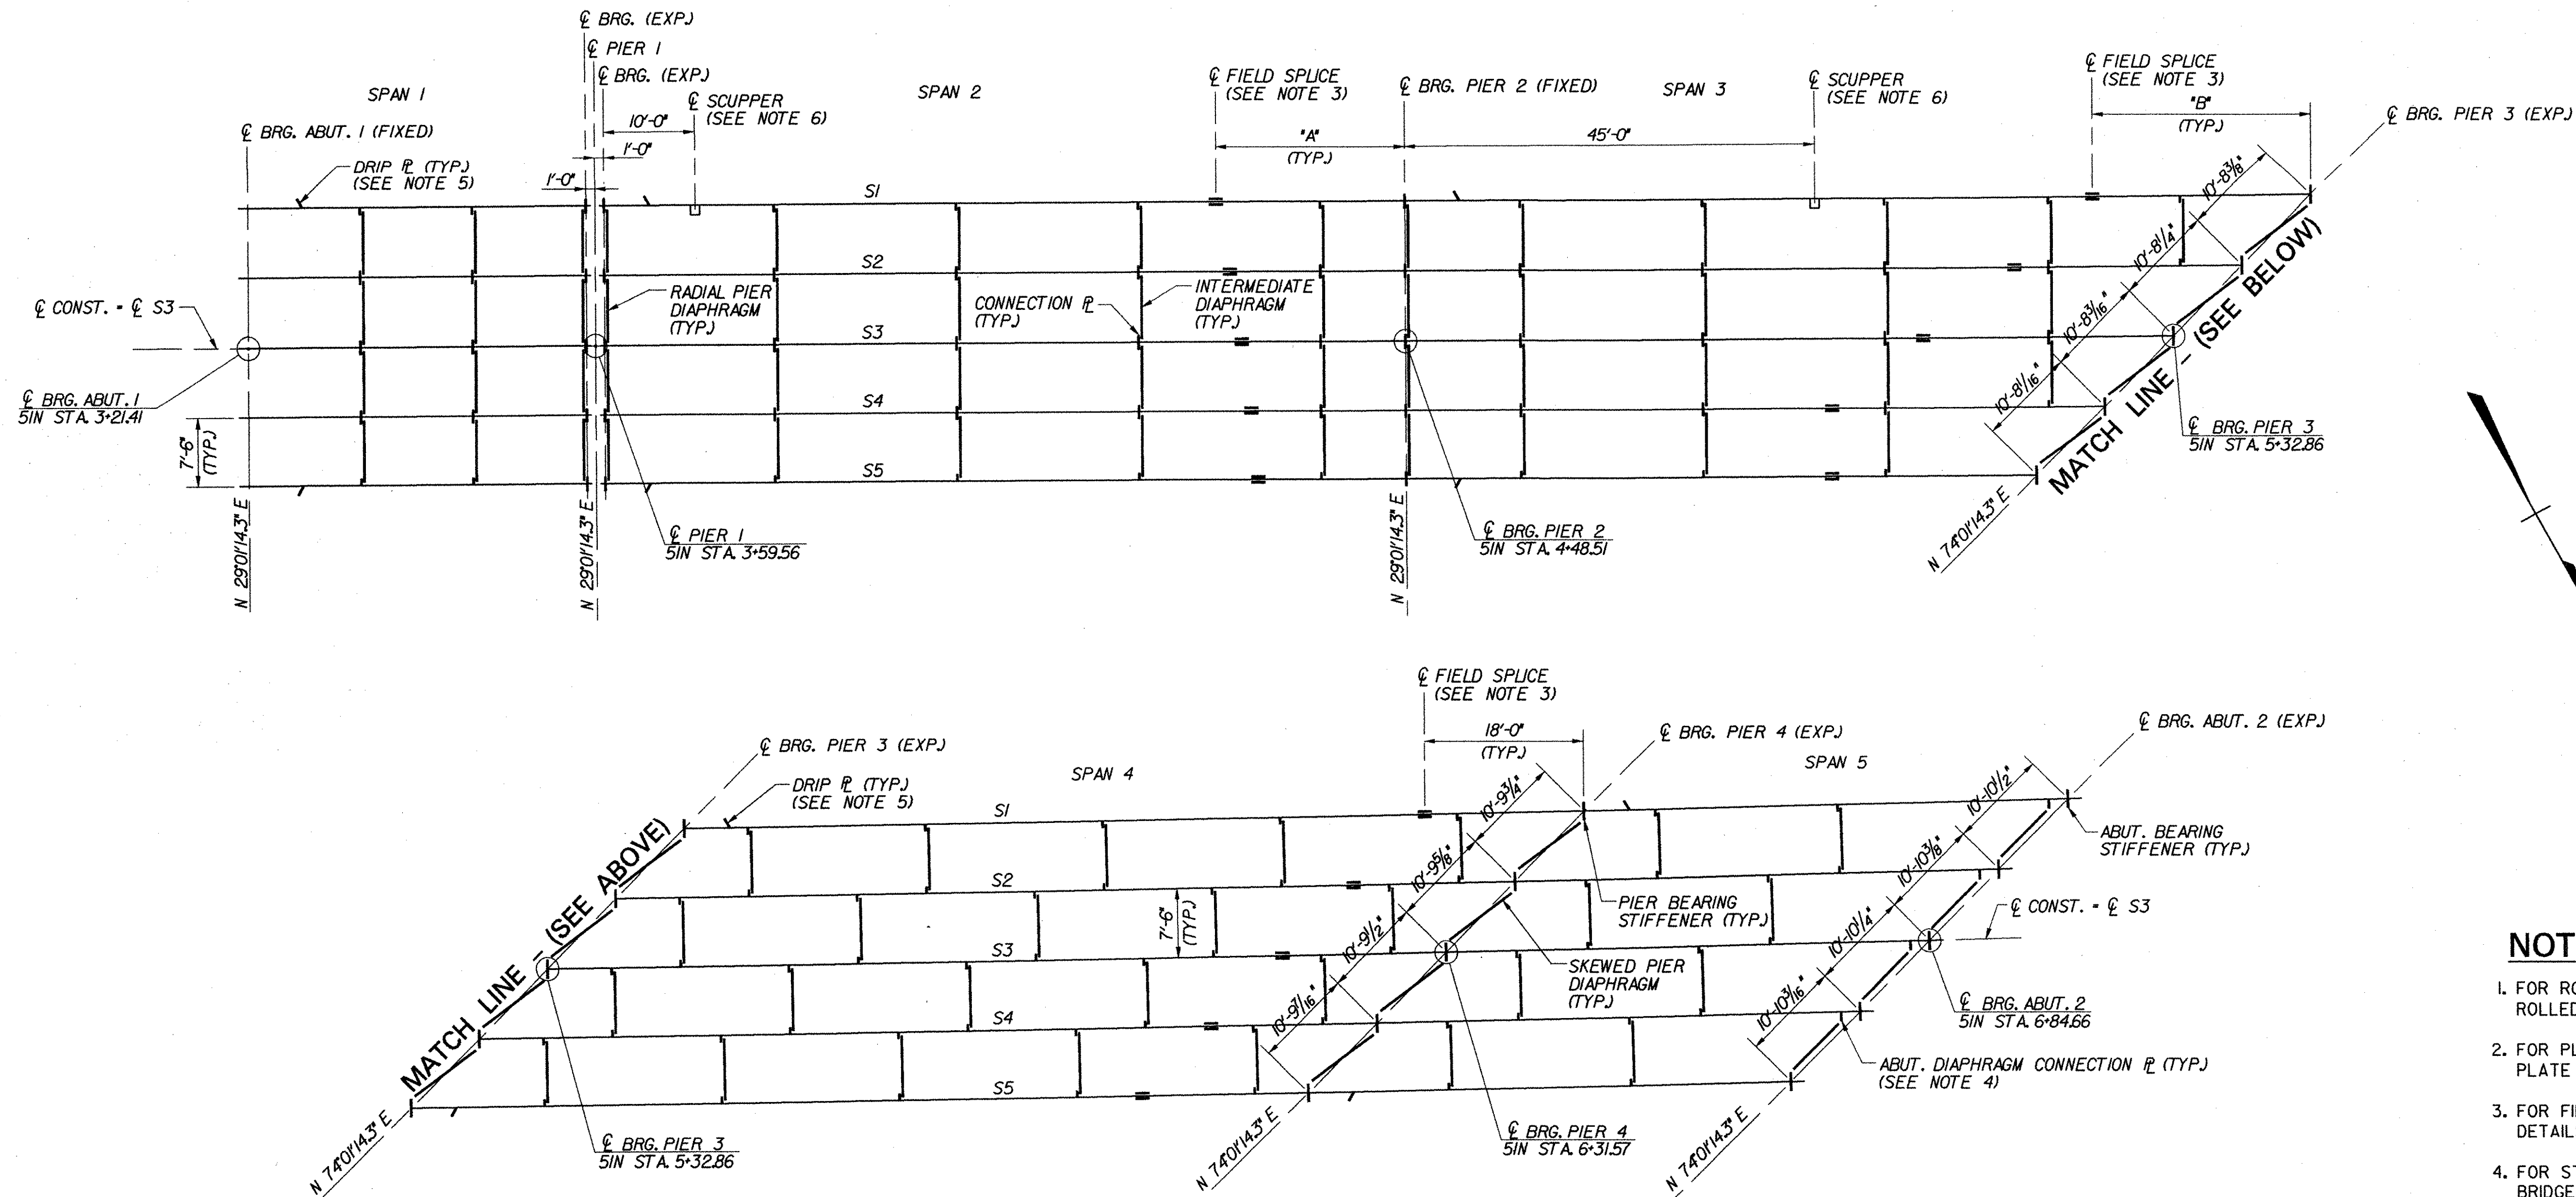 ℄ BRG. (EXP.)
℄ PIER 1
℄ BRG. (EXP.)
SPAN 1
SPAN 2
SPAN 3
℄ BRG. ABUT. 1 (FIXED)
DRIP ⅊ (TYP.)
(SEE NOTE 5)
1'-0"
1'-0"
10'-0"
℄ SCUPPER
(SEE NOTE 6)
℄ FIELD SPLICE
(SEE NOTE 3)
"A"
(TYP.)
℄ BRG. PIER 2 (FIXED)
45'-0"
℄ SCUPPER
(SEE NOTE 6)
℄ FIELD SPLICE
(SEE NOTE 3)
"B"
(TYP.)
℄ BRG. PIER 3 (EXP.)
S1
S2
S3
S4
S5
RADIAL PIER
DIAPHRAGM
(TYP.)
CONNECTION ⅊
(TYP.)
INTERMEDIATE
DIAPHRAGM
(TYP.)
10'-8 3/8"
10'-8 1/4"
10'-8 3/16"
10'-8 1/16"
MATCH LINE - (SEE BELOW)
℄ CONST. = ℄ S3
℄ BRG. ABUT. 1
5IN STA. 3+21.41
7'-6"
(TYP.)
N 29°01'14.3" E
N 29°01'14.3" E
℄ PIER 1
5IN STA. 3+59.56
N 29°01'14.3" E
℄ BRG. PIER 2
5IN STA. 4+48.51
N 74°01'14.3" E
℄ BRG. PIER 3
5IN STA. 5+32.86
℄ BRG. PIER 3 (EXP.)
DRIP ⅊ (TYP.)
(SEE NOTE 5)
SPAN 4
℄ FIELD SPLICE
(SEE NOTE 3)
18'-0"
(TYP.)
℄ BRG. PIER 4 (EXP.)
SPAN 5
℄ BRG. ABUT. 2 (EXP.)
MATCH LINE - (SEE ABOVE)
S1
S2
S3
S4
S5
7'-6"
(TYP.)
10'-9 3/4"
10'-9 5/8"
10'-9 1/2"
10'-9 7/16"
10'-10 1/2"
10'-10 3/8"
10'-10 1/4"
10'-10 3/16"
ABUT. BEARING
STIFFENER (TYP.)
PIER BEARING
STIFFENER (TYP.)
℄ CONST. = ℄ S3
SKEWED PIER
DIAPHRAGM
(TYP.)
℄ BRG. ABUT. 2
5IN STA. 6+84.66
ABUT. DIAPHRAGM CONNECTION ⅊ (TYP.)
(SEE NOTE 4)
N 74°01'14.3" E
℄ BRG. PIER 3
5IN STA. 5+32.86
N 74°01'14.3" E
℄ BRG. PIER 4
5IN STA. 6+31.57
N 74°01'14.3" E
NOT
1. FOR RO
ROLLED
2. FOR PL
PLATE
3. FOR FI
DETAIL
4. FOR ST
BRIDGE